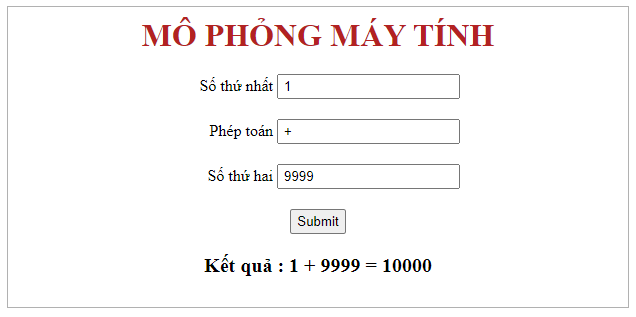 MÔ PHỎNG MÁY TÍNH
Số thứ nhất 1
Phép toán +
Số thứ hai 9999
Submit
Kết quả : 1 + 9999 = 10000